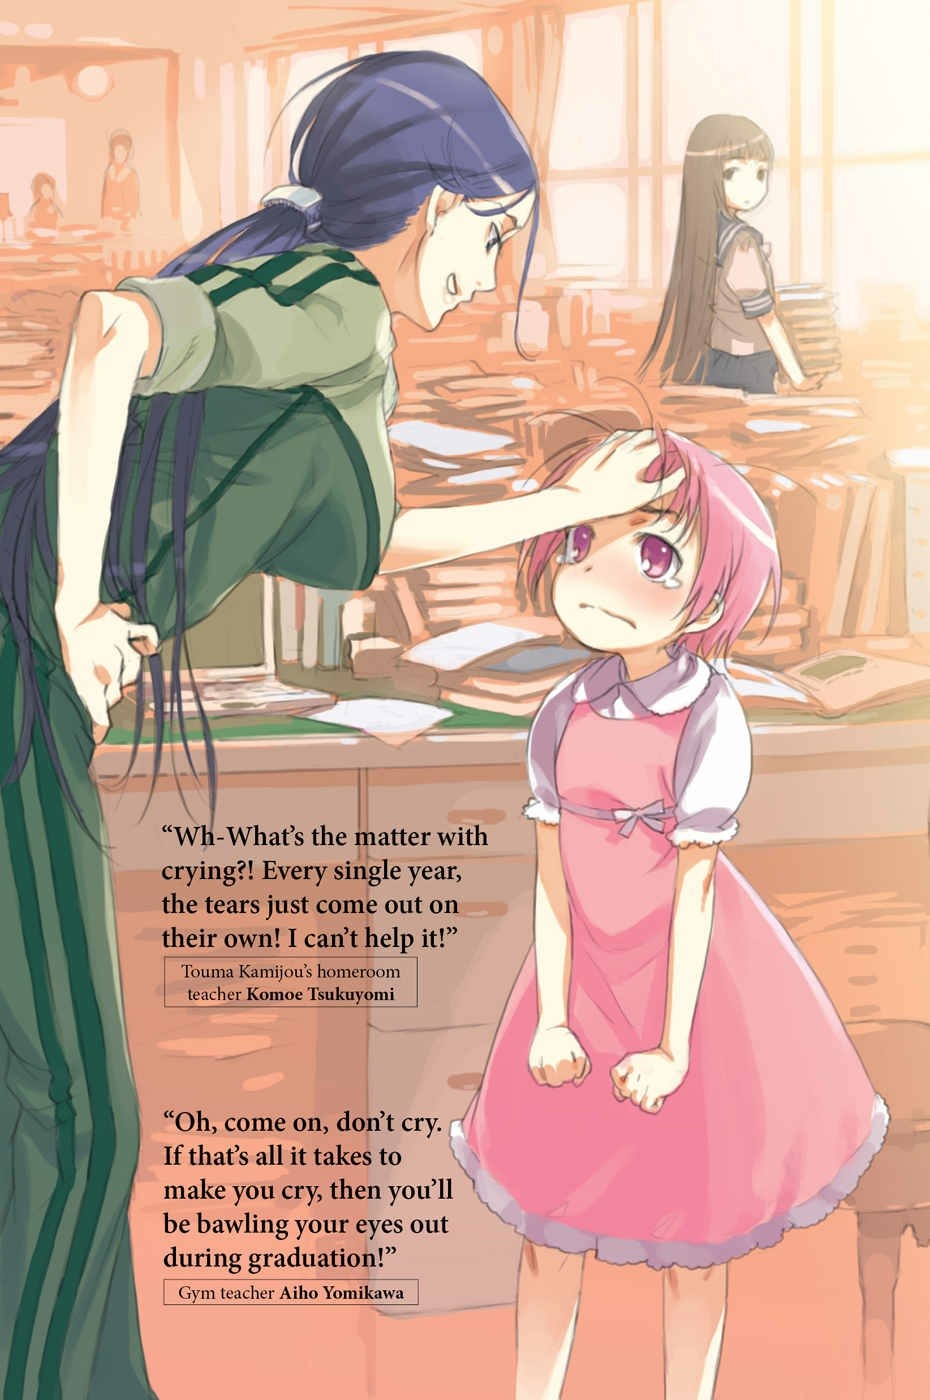 “Wh-What’s the matter with
crying?! Every single year,
the tears just come out on
their own! I can’t help it!”
Touma Kamijou’s homeroom
teacher Komoe Tsukuyomi
“Oh, come on, don’t cry.
If that’s all it takes to
make you cry, then you’ll
be bawling your eyes out
during graduation!”
Gym teacher Aiho Yomikawa